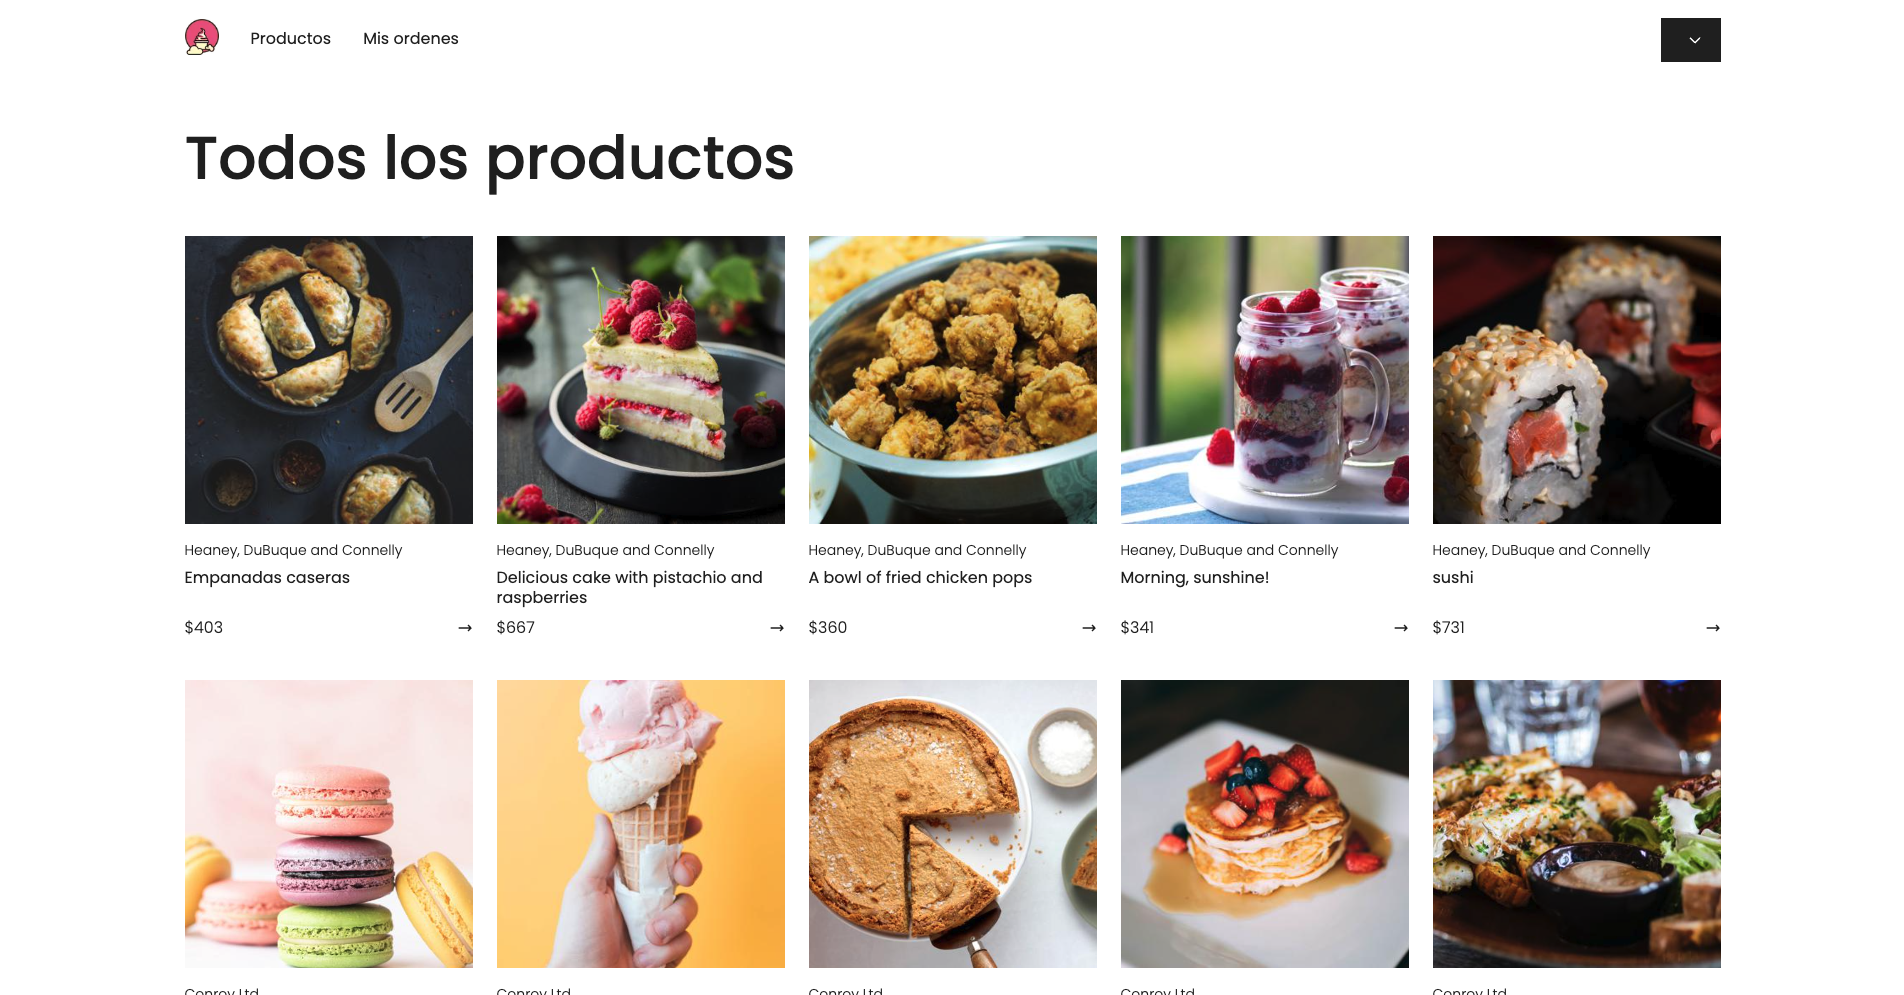 Productos
Mis ordenes
Todos los productos
Heaney, DuBuque and Connelly
Empanadas caseras
$403 →
Heaney, DuBuque and Connelly
Delicious cake with pistachio and
raspberries
$667 →
Heaney, DuBuque and Connelly
A bowl of fried chicken pops
$360 →
Heaney, DuBuque and Connelly
Morning, sunshine!
$341 →
Heaney, DuBuque and Connelly
sushi
$731 →
Conroy Ltd
Conroy Ltd
Conroy Ltd
Conroy Ltd
Conroy Ltd